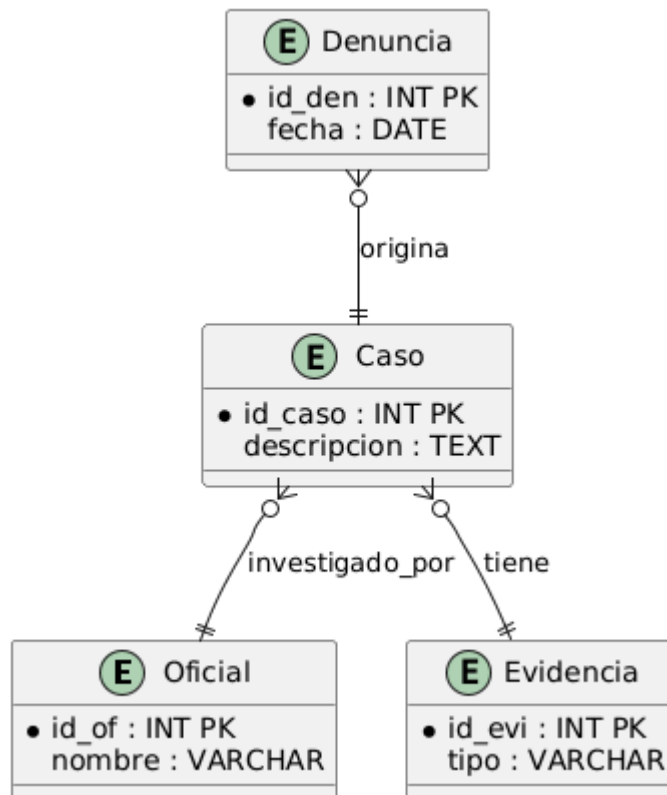 E Denuncia
id_den : INT PK
fecha : DATE
origina
E Caso
id_caso : INT PK
descripcion : TEXT
investigado_por
tiene
E Oficial
id_of : INT PK
nombre : VARCHAR
E Evidencia
id_evi : INT PK
tipo : VARCHAR